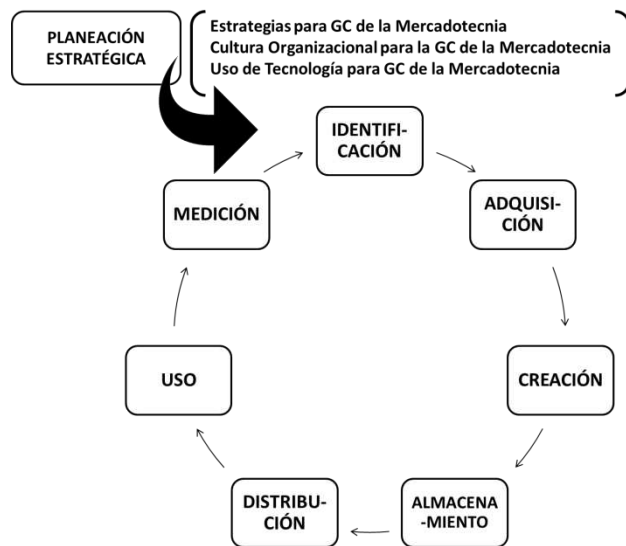 PLANEACIÓN
ESTRATÉGICA
Estrategias para GC de la Mercadotecnia
Cultura Organizacional para la GC de la Mercadotecnia
Uso de Tecnología para GC de la Mercadotecnia
IDENTIFI-
CACIÓN
ADQUISI-
CIÓN
CREACIÓN
ALMACENA
-MIENTO
DISTRIBU-
CIÓN
USO
MEDICIÓN